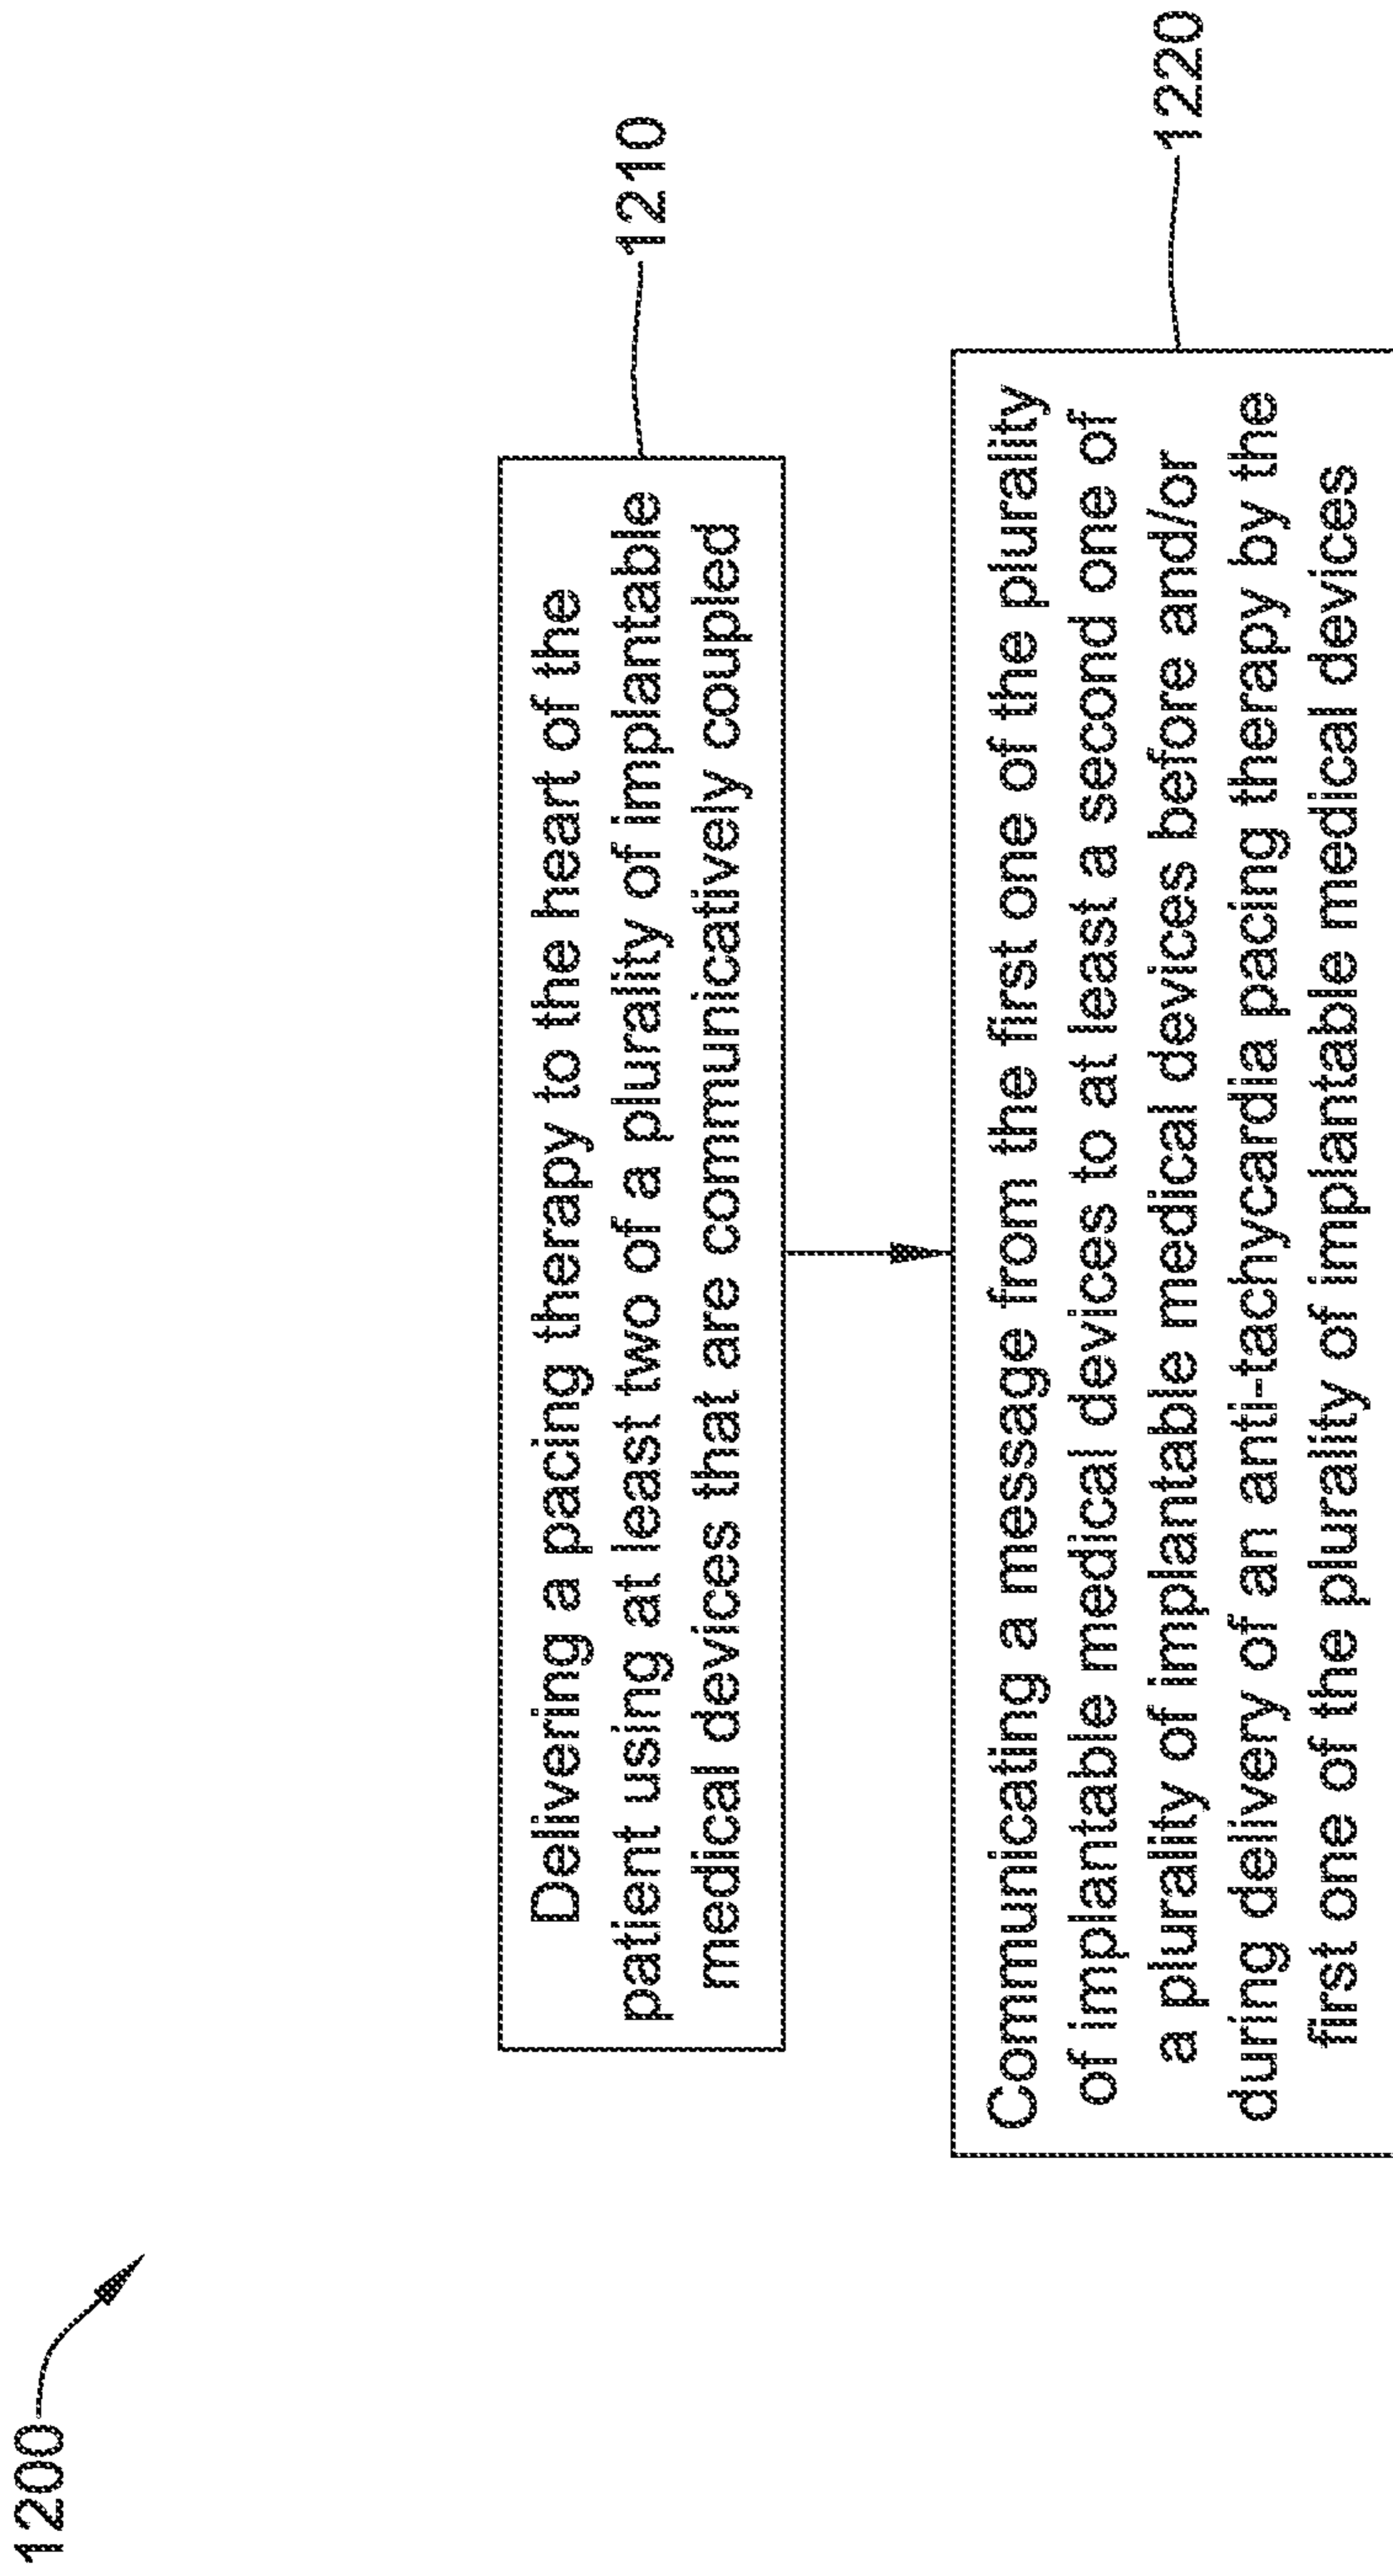 1200
Delivering a pacing therapy to the heart of the
patient using at least two of a plurality of implantable
medical devices that are communicatively coupled
1210
Communicating a message from the first one of the plurality
of implantable medical devices to at least a second one of
a plurality of implantable medical devices before and/or
during delivery of an anti-tachycardia pacing therapy by the
first one of the plurality of implantable medical devices
1220